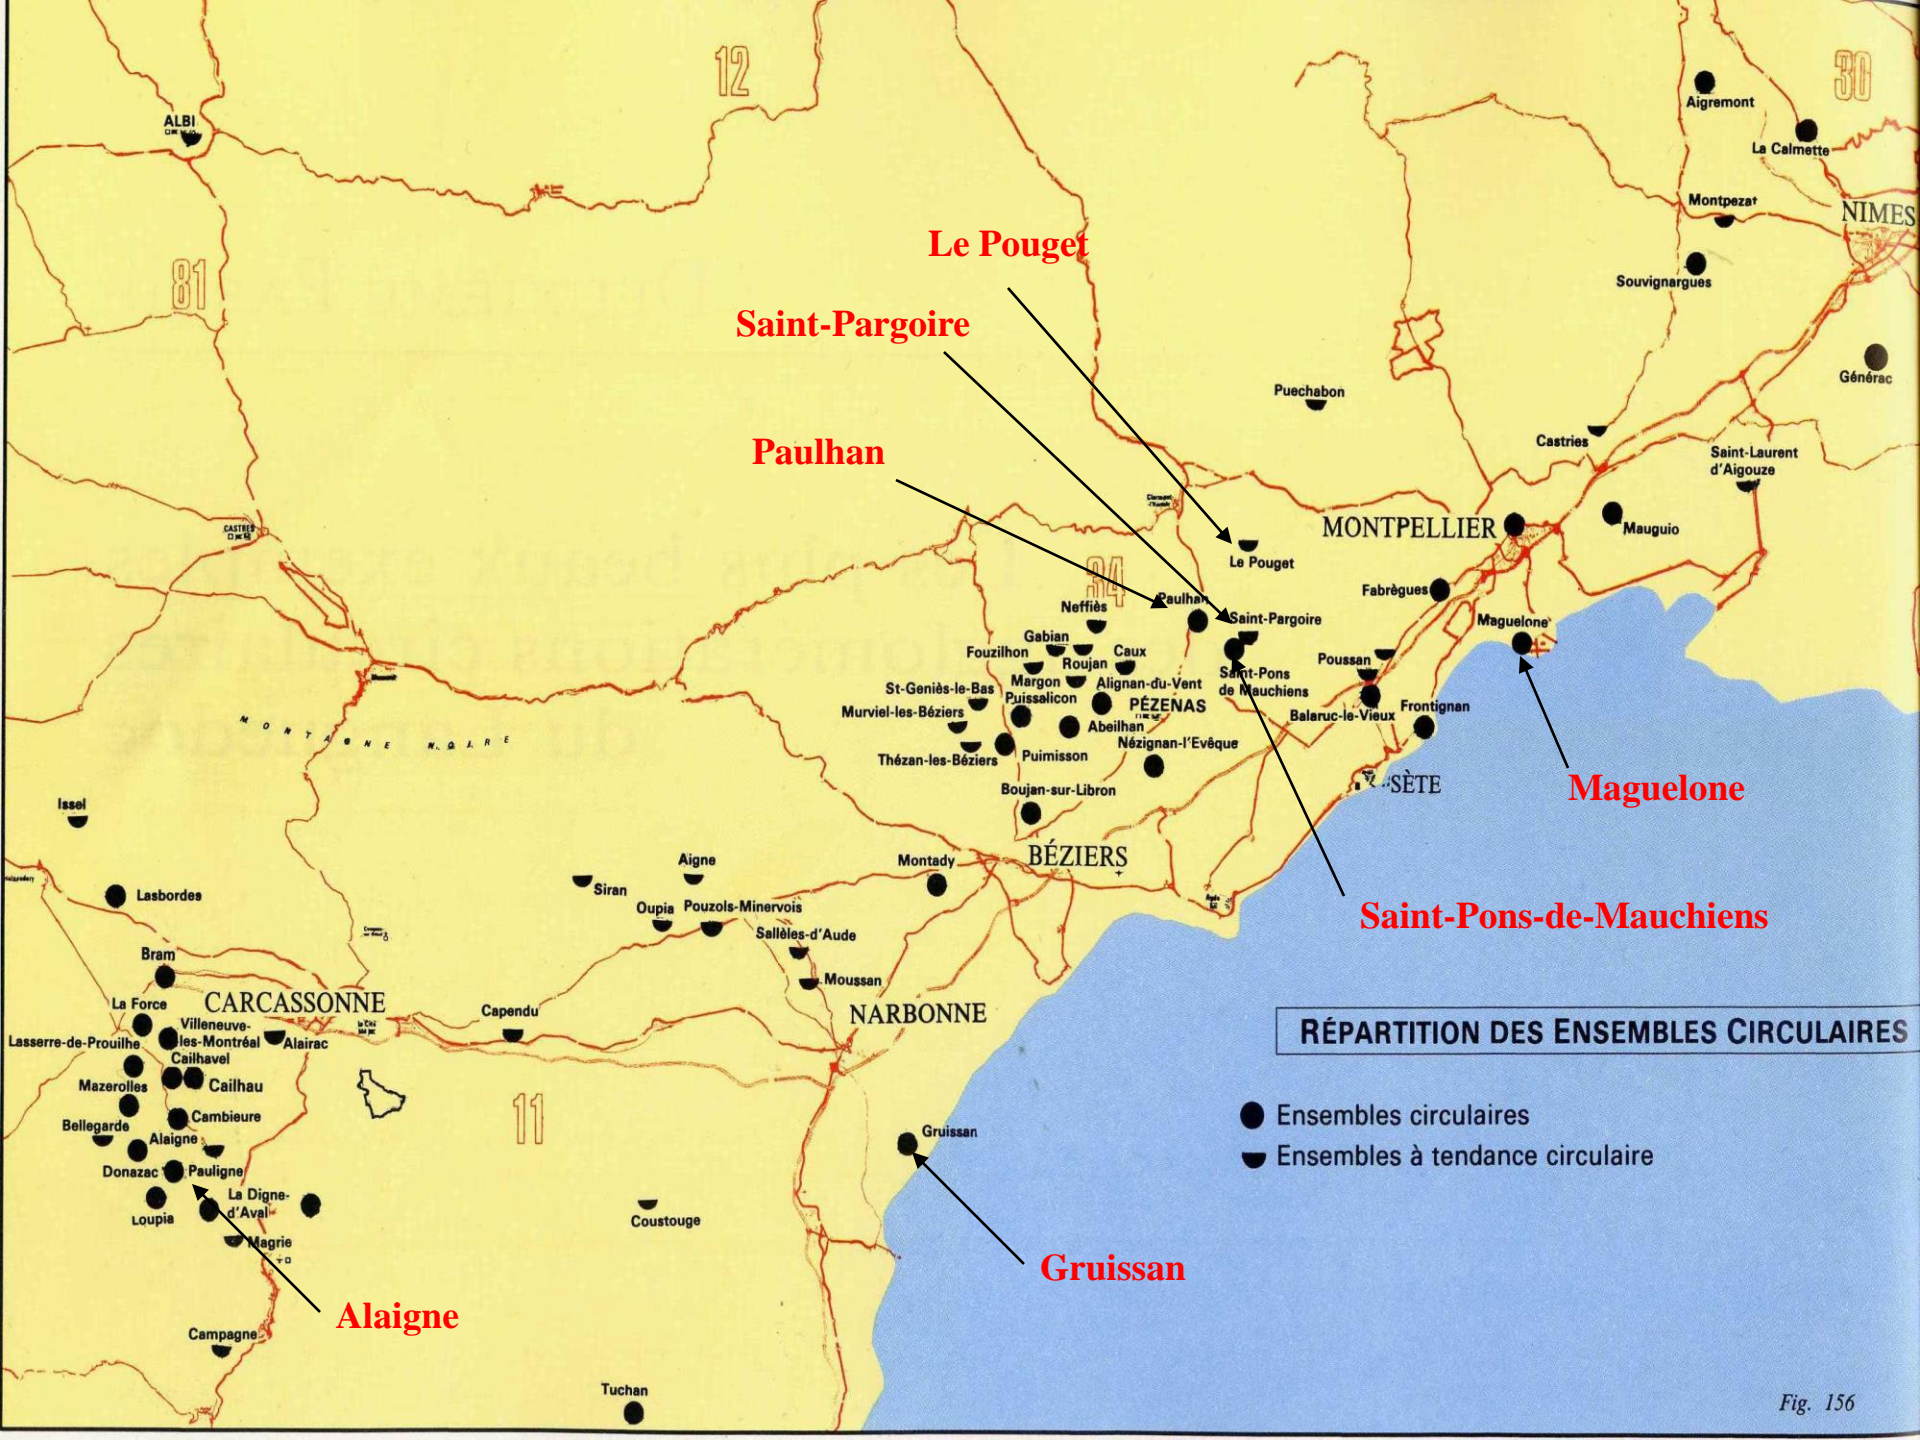 12
30
Aigremont
ALBI
La Calmette
Montpezat
NIMES
Le Pouget
81
Souvignargues
Saint-Pargoire
Générac
Puechabon
Castries
Paulhan
Saint-Laurent
d'Aigouze
CASTRES
MONTPELLIER
Mauguio
Le Pouget
34
Fabrègues
Paulhan
Neffiès
Saint-Pargoire
Maguelone
Gabian
Fouzilhon
Roujan
Caux
Poussan
Saint-Pons
de Mauchiens
Margon
Alignan-du-Vent
St-Geniès-le-Bas
Puissalicon
PÉZENAS
Murviel-les-Béziers
Balaruc-le-Vieux
Frontignan
MONTAGNE NOIRE
Abeilhan
Nézignan-l'Evêque
Thézan-les-Béziers
Puimisson
SÈTE
Maguelone
Boujan-sur-Libron
Issel
BÉZIERS
Aigne
Montady
Siran
Lasbordes
Oupia
Pouzols-Minervois
Saint-Pons-de-Mauchiens
Sallèles-d'Aude
Bram
Moussan
La Force
CARCASSONNE
Capendu
NARBONNE
Villeneuve-
les-Montréal
Alairac
Lasserre-de-Prouilhe
RÉPARTITION DES ENSEMBLES CIRCULAIRES
Cailhavel
Mazerolles
Cailhau
11
Ensembles circulaires
Cambieure
Bellegarde
Alaigne
Gruissan
Ensembles à tendance circulaire
Donazac
Pauligne
La Digne-
d'Aval
Loupia
Coustouge
Magrie
Gruissan
Alaigne
Campagne
Tuchan
Fig. 156